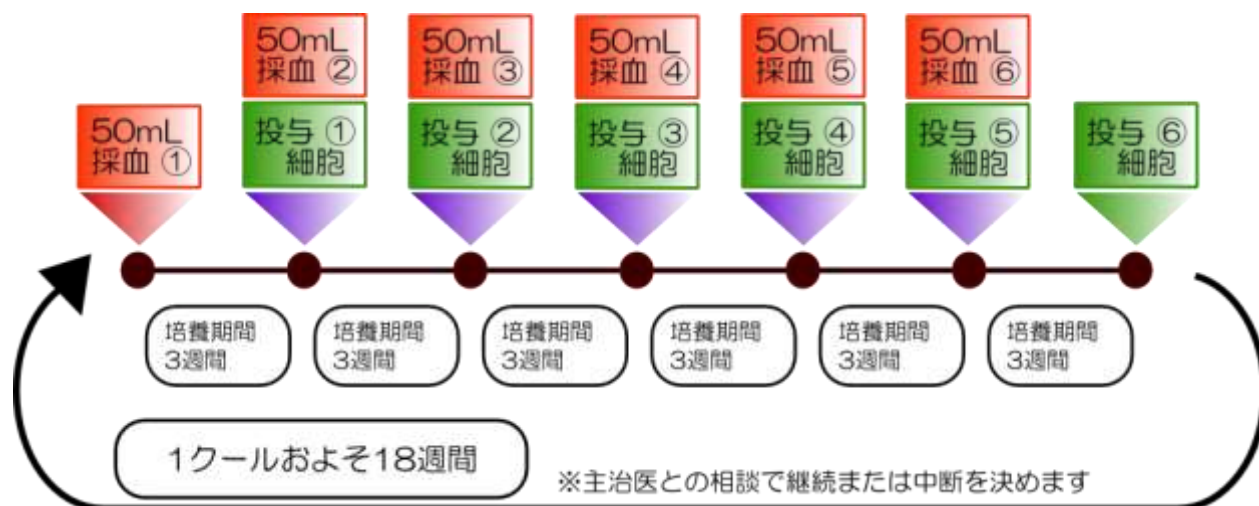 50mL
採血 ①
50mL
採血 ②
投与 ①
細胞
50mL
採血 ③
投与 ②
細胞
50mL
採血 ④
投与 ③
細胞
50mL
採血 ⑤
投与 ④
細胞
50mL
採血 ⑥
投与 ⑤
細胞
投与 ⑥
細胞
培養期間
3週間
培養期間
3週間
培養期間
3週間
培養期間
3週間
培養期間
3週間
培養期間
3週間
1クールおよそ18週間
※主治医との相談で継続または中断を決めます